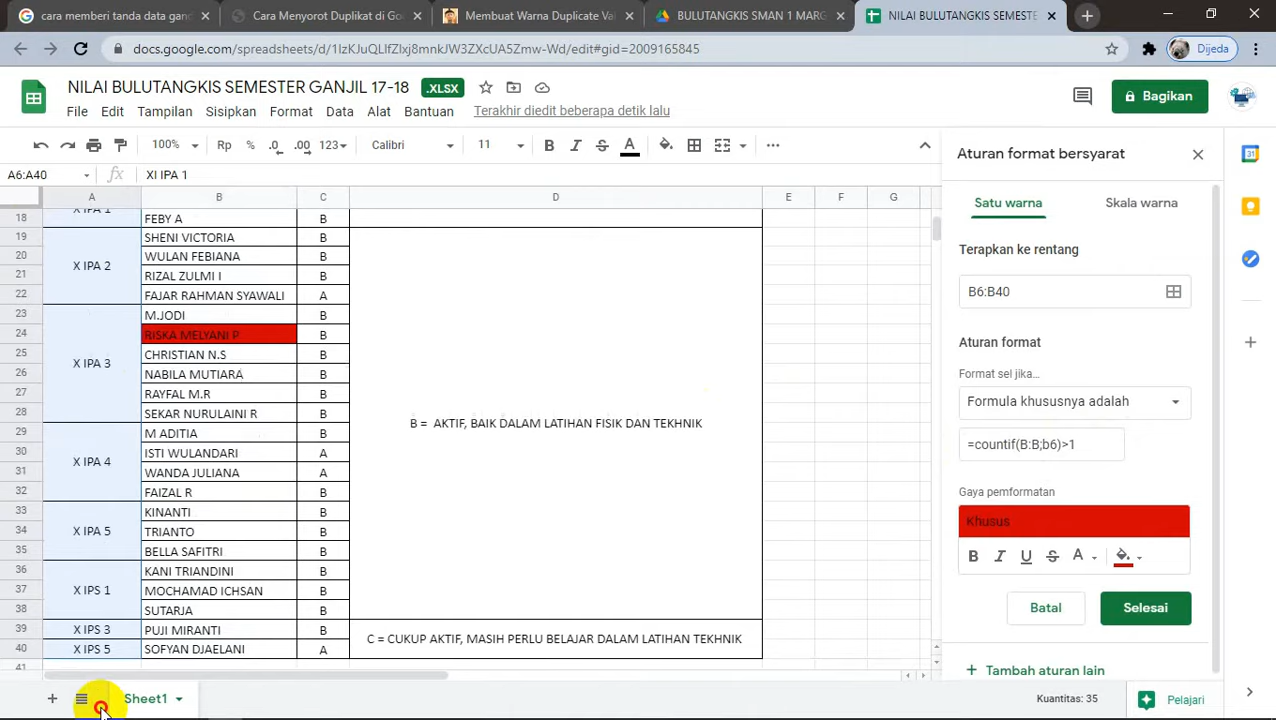 cara memberi tanda data gand
Cara Menyorot Duplikat di Go
Membuat Warna Duplicate Val
BULUTANGKIS SMAN 1 MARG
NILAI BULUTANGKIS SEMESTE
docs.google.com/spreadsheets/d/1IzKJuQLlfZlxj8mnkJW3ZXcUA5Zmw-Wd/edit#gid=2009165845
Dijeda
NILAI BULUTANGKIS SEMESTER GANJIL 17-18 .XLSX
File Edit Tampilan Sisipkan Format Data Alat Bantuan Terakhir diedit beberapa detik lalu
Bagikan
100% Rp % .0 .00 123 Calibri 11 B I S A
A6:A40 fx XI IPA 1
A B C D E F G
18 X IPA 1 FEBY A B
19 SHENI VICTORIA B
20 X IPA 2 WULAN FEBIANA B
21 RIZAL ZULMI I B
22 FAJAR RAHMAN SYAWALI A
23 M.JODI B
24 RISKA MELYANI P B
25 X IPA 3 CHRISTIAN N.S B
26 NABILA MUTIARA B
27 RAYFAL M.R B
28 SEKAR NURULAINI R B
B = AKTIF, BAIK DALAM LATIHAN FISIK DAN TEKHNIK
29 M ADITIA B
30 X IPA 4 ISTI WULANDARI A
31 WANDA JULIANA A
32 FAIZAL R B
33 KINANTI B
34 X IPA 5 TRIANTO B
35 BELLA SAFITRI B
36 KANI TRIANDINI B
37 X IPS 1 MOCHAMAD ICHSAN B
38 SUTARJA B
39 X IPS 3 PUJI MIRANTI B
C = CUKUP AKTIF, MASIH PERLU BELAJAR DALAM LATIHAN TEKHNIK
40 X IPS 5 SOFYAN DJAELANI A
41
Aturan format bersyarat
Satu warna Skala warna
Terapkan ke rentang
B6:B40
Aturan format
Format sel jika...
Formula khususnya adalah
=countif(B:B;b6)>1
Gaya pemformatan
Khusus
B I U S A
Batal Selesai
+ Tambah aturan lain
Sheet1
Kuantitas: 35
Pelajari